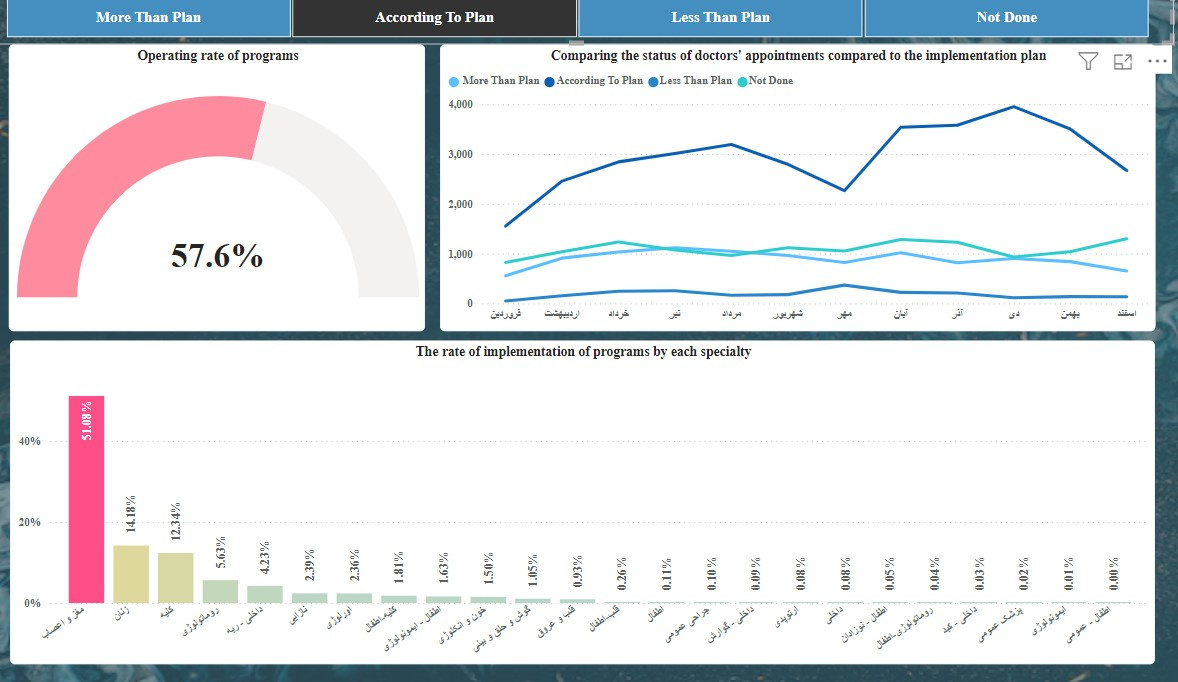 More Than Plan
According To Plan
Less Than Plan
Not Done
Operating rate of programs
57.6%
Comparing the status of doctors' appointments compared to the implementation plan
More Than Plan According To Plan Less Than Plan Not Done
4,000
3,000
2,000
1,000
0
فروردین اردیبهشت خرداد تیر مرداد شهریور مهر آبان آذر دی بهمن اسفند
The rate of implementation of programs by each specialty
40%
20%
0%
51.08% 14.18% 12.34% 5.63% 4.23% 2.39% 2.36% 1.81% 1.63% 1.50% 1.05% 0.93% 0.26% 0.11% 0.10% 0.09% 0.08% 0.08% 0.05% 0.04% 0.03% 0.02% 0.01% 0.00%
مغز و اعصاب
زنان
کلیه
روماتولوژی
داخلی - ریه
نازایی
اورولوژی
کلیه-اطفال
اطفال - ایمونولوژی
خون و انکلوژی
گوش و حلق و بینی
قلب و عروق
قلب-اطفال
اطفال
جراحی عمومی
داخلی - گوارش
ارتوپدی
داخلی
اطفال - نوزادان
روماتولوژی-اطفال
داخلی - کبد
پزشک عمومی
ایمونولوژی
اطفال - عمومی